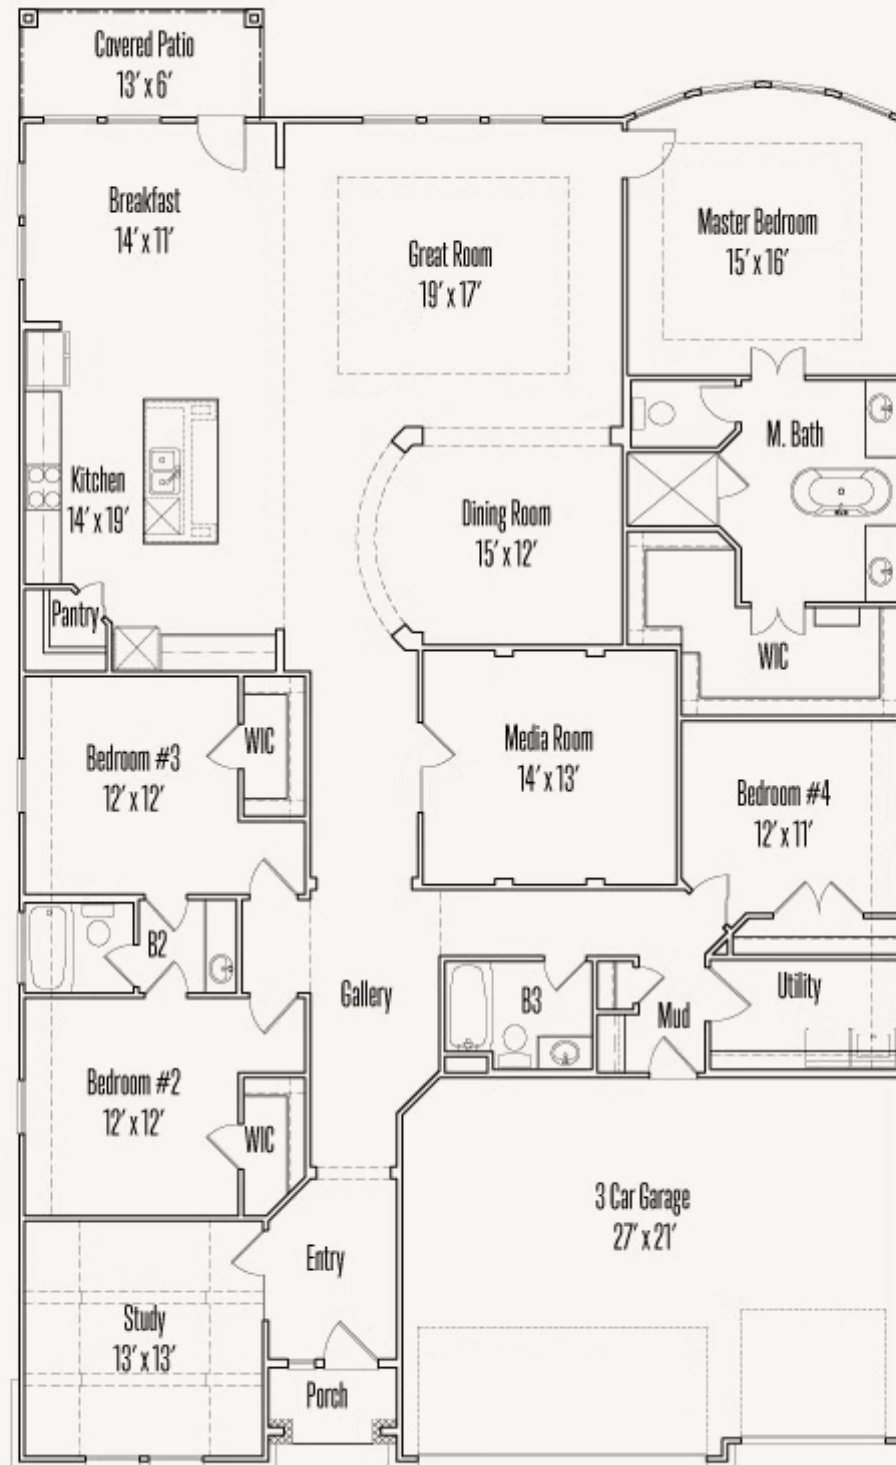 Covered Patio
13' x 6'
Breakfast
14' x 11'
Great Room
19' x 17'
Master Bedroom
15' x 16'
M. Bath
Kitchen
14' x 19'
Dining Room
15' x 12'
Pantry
WIC
Bedroom #3
12' x 12'
WIC
Media Room
14' x 13'
Bedroom #4
12' x 11'
B2
Gallery
B3
Mud
Utility
Bedroom #2
12' x 12'
WIC
3 Car Garage
27' x 21'
Entry
Study
13' x 13'
Porch